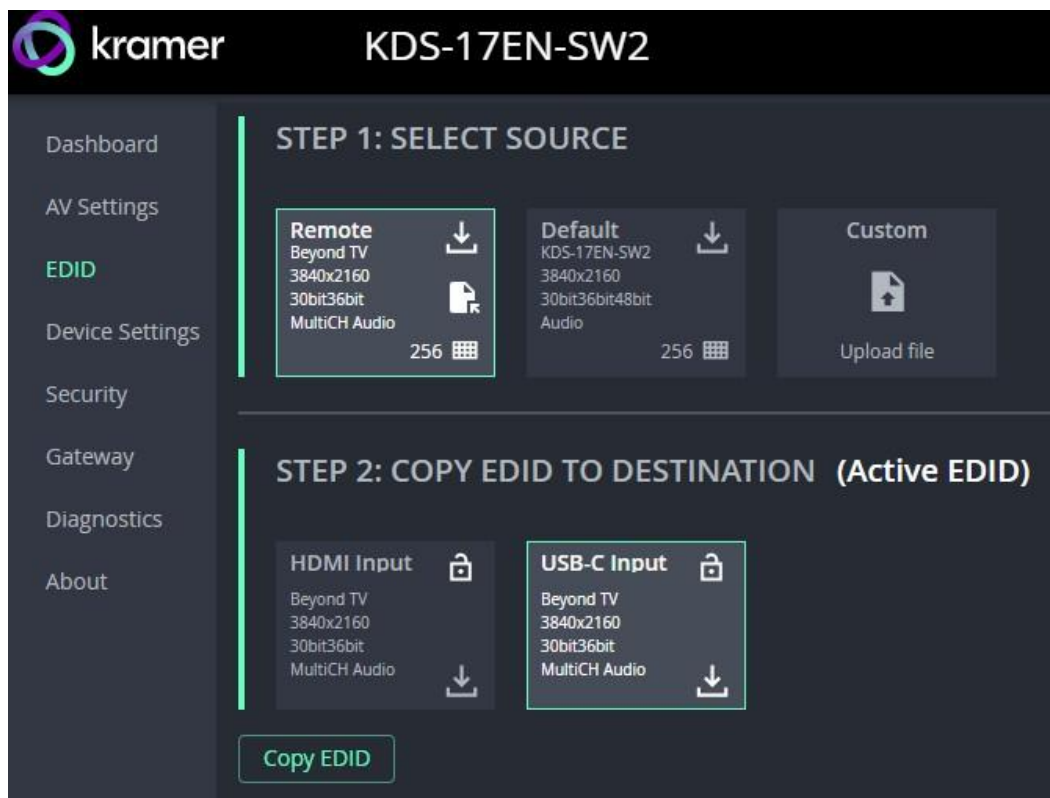 kramer
KDS-17EN-SW2
Dashboard
AV Settings
EDID
Device Settings
Security
Gateway
Diagnostics
About
STEP 1: SELECT SOURCE
Remote
Beyond TV
3840x2160
30bit36bit
MultiCH Audio
256
Default
KDS-17EN-SW2
3840x2160
30bit36bit48bit
Audio
256
Custom
Upload file
STEP 2: COPY EDID TO DESTINATION (Active EDID)
HDMI Input
Beyond TV
3840x2160
30bit36bit
MultiCH Audio
USB-C Input
Beyond TV
3840x2160
30bit36bit
MultiCH Audio
Copy EDID